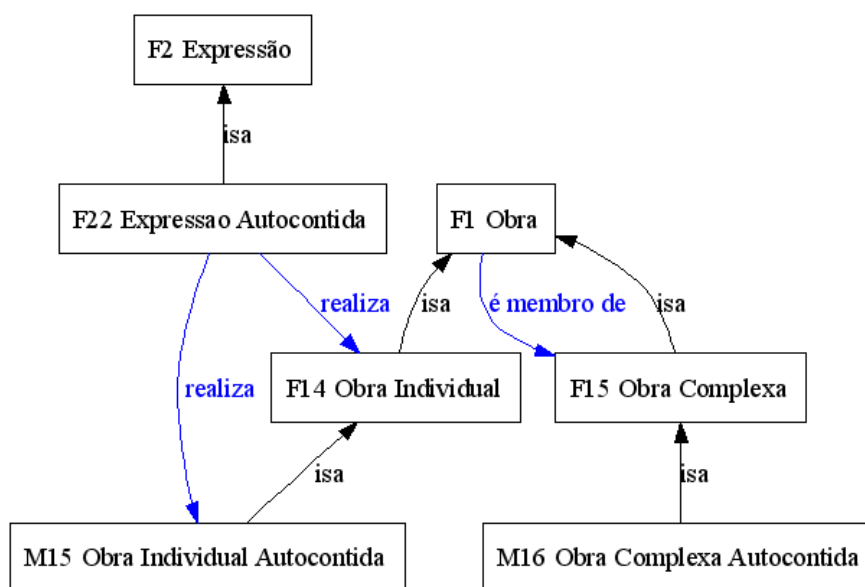 F2 Expressão
isa
F22 Expressao Autocontida
F1 Obra
realiza
isa
é membro de
isa
realiza
F14 Obra Individual
F15 Obra Complexa
isa
isa
M15 Obra Individual Autocontida
M16 Obra Complexa Autocontida